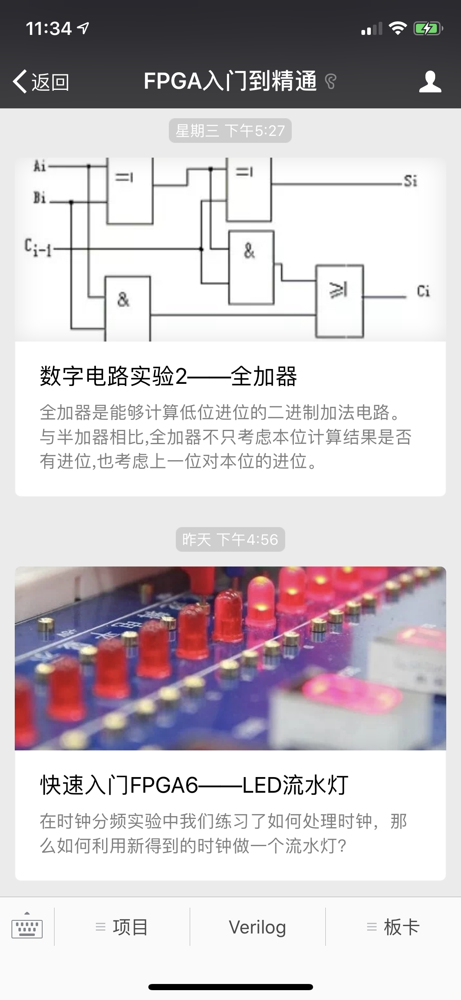 11:34
返回
FPGA入门到精通
星期三 下午5:27
Ai
=1
=1
Si
Bi
Ci-1
&
&
≥1
Ci
数字电路实验2——全加器
全加器是能够计算低位进位的二进制加法电路。
与半加器相比,全加器不只考虑本位计算结果是否
有进位,也考虑上一位对本位的进位。
昨天 下午4:56
快速入门FPGA6——LED流水灯
在时钟分频实验中我们练习了如何处理时钟，那
么如何利用新得到的时钟做一个流水灯?
项目
Verilog
板卡